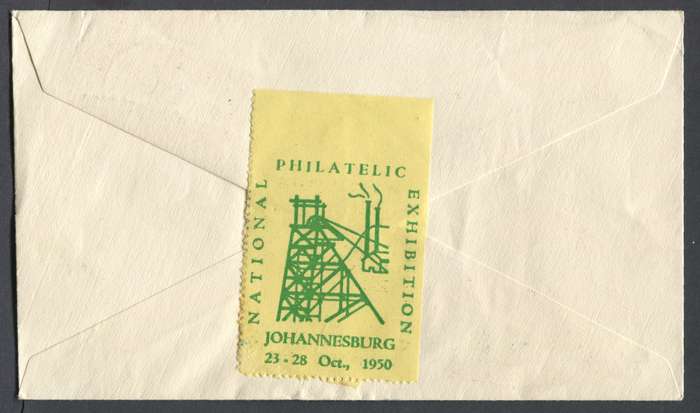 NATIONAL
PHILATELIC
EXHIBITION
JOHANNESBURG
23 - 28 Oct., 1950